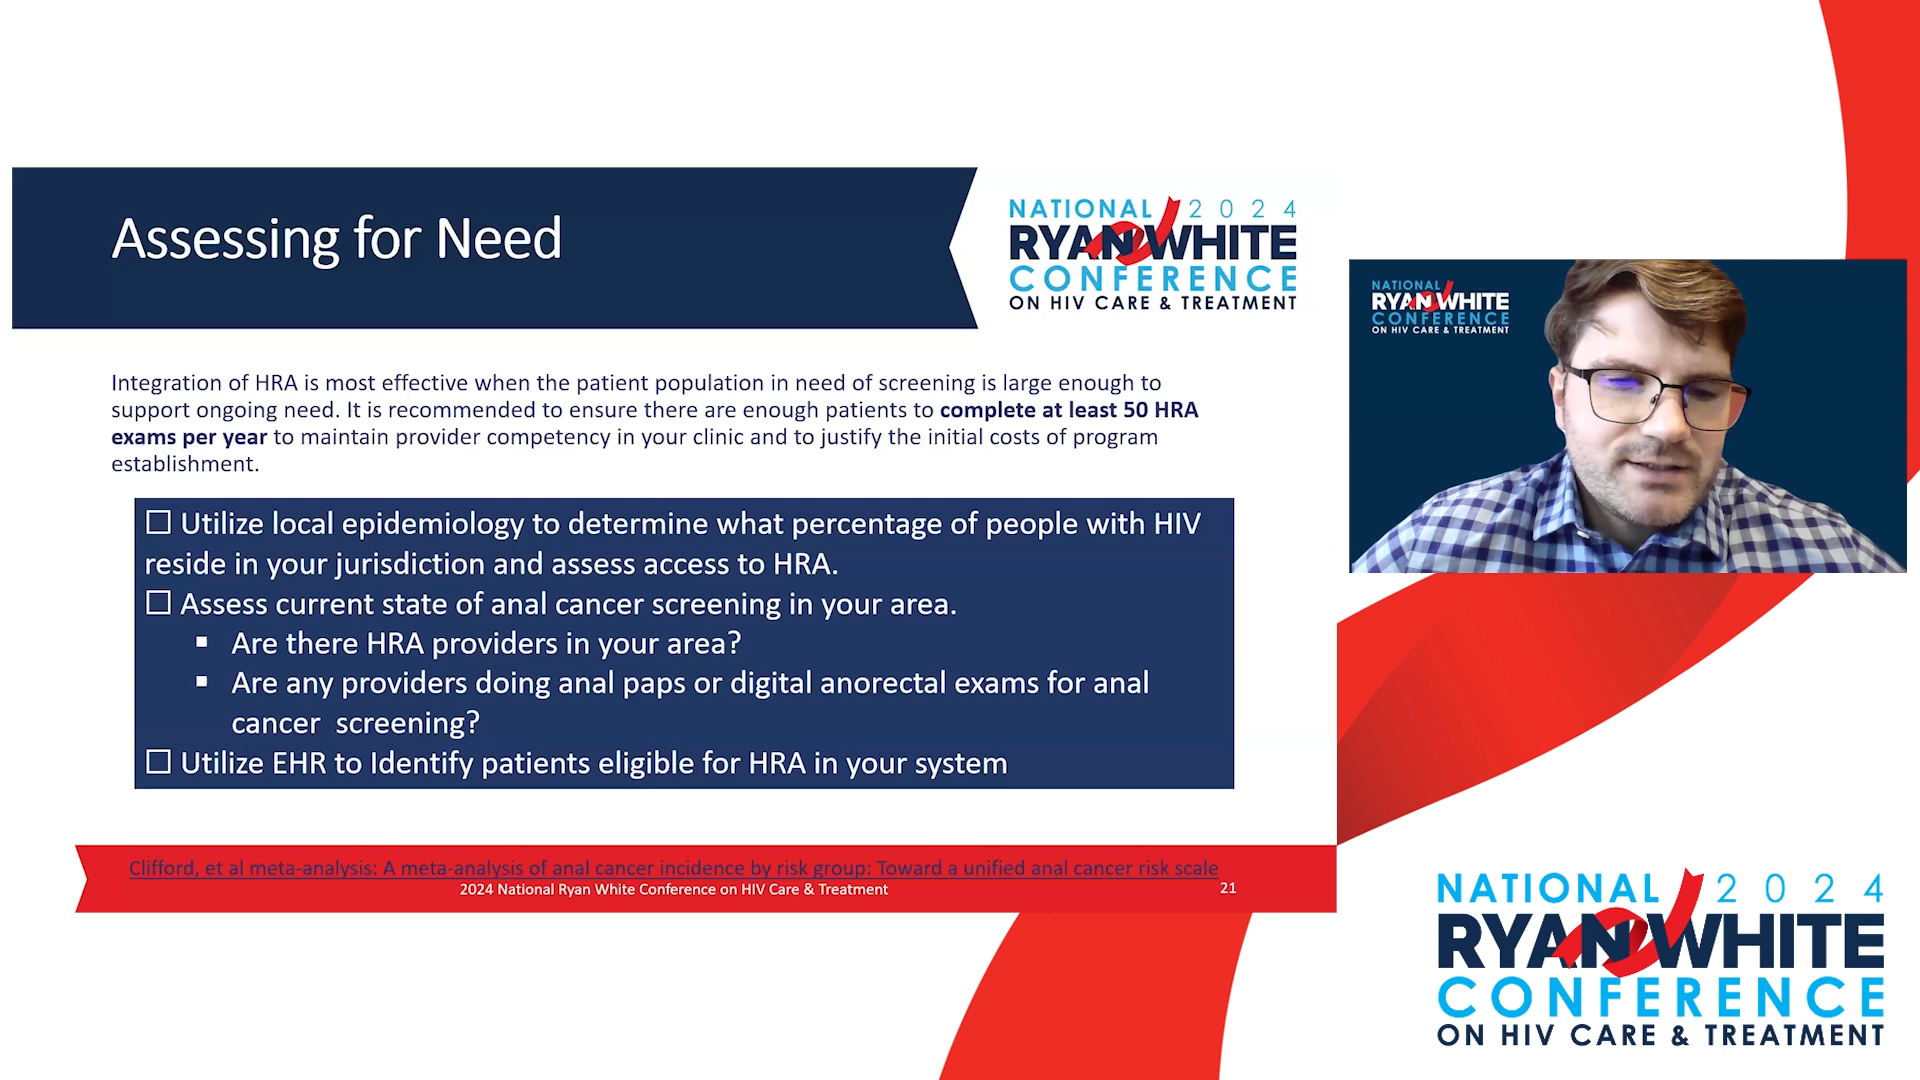 Assessing for Need
NATIONAL 2024
RYAN WHITE
CONFERENCE
ON HIV CARE & TREATMENT
Integration of HRA is most effective when the patient population in need of screening is large enough to
support ongoing need. It is recommended to ensure there are enough patients to complete at least 50 HRA
exams per year to maintain provider competency in your clinic and to justify the initial costs of program
establishment.
☐ Utilize local epidemiology to determine what percentage of people with HIV
reside in your jurisdiction and assess access to HRA.
☐ Assess current state of anal cancer screening in your area.
▪ Are there HRA providers in your area?
▪ Are any providers doing anal paps or digital anorectal exams for anal
cancer screening?
☐ Utilize EHR to Identify patients eligible for HRA in your system
Clifford, et al meta-analysis: A meta-analysis of anal cancer incidence by risk group: Toward a unified anal cancer risk scale
2024 National Ryan White Conference on HIV Care & Treatment
21
NATIONAL
RYAN WHITE
CONFERENCE
ON HIV CARE & TREATMENT
NATIONAL 2024
RYAN WHITE
CONFERENCE
ON HIV CARE & TREATMENT